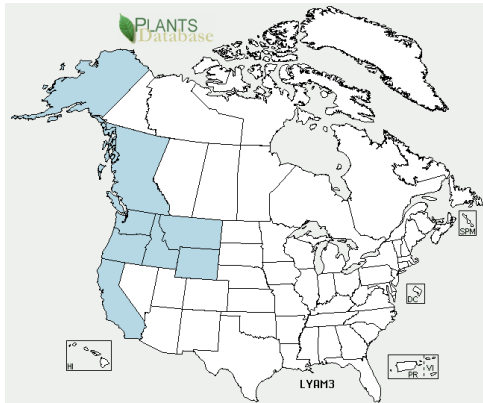 PLANTS
Database
SPM
DC
HI
PR
VI
LYAM3